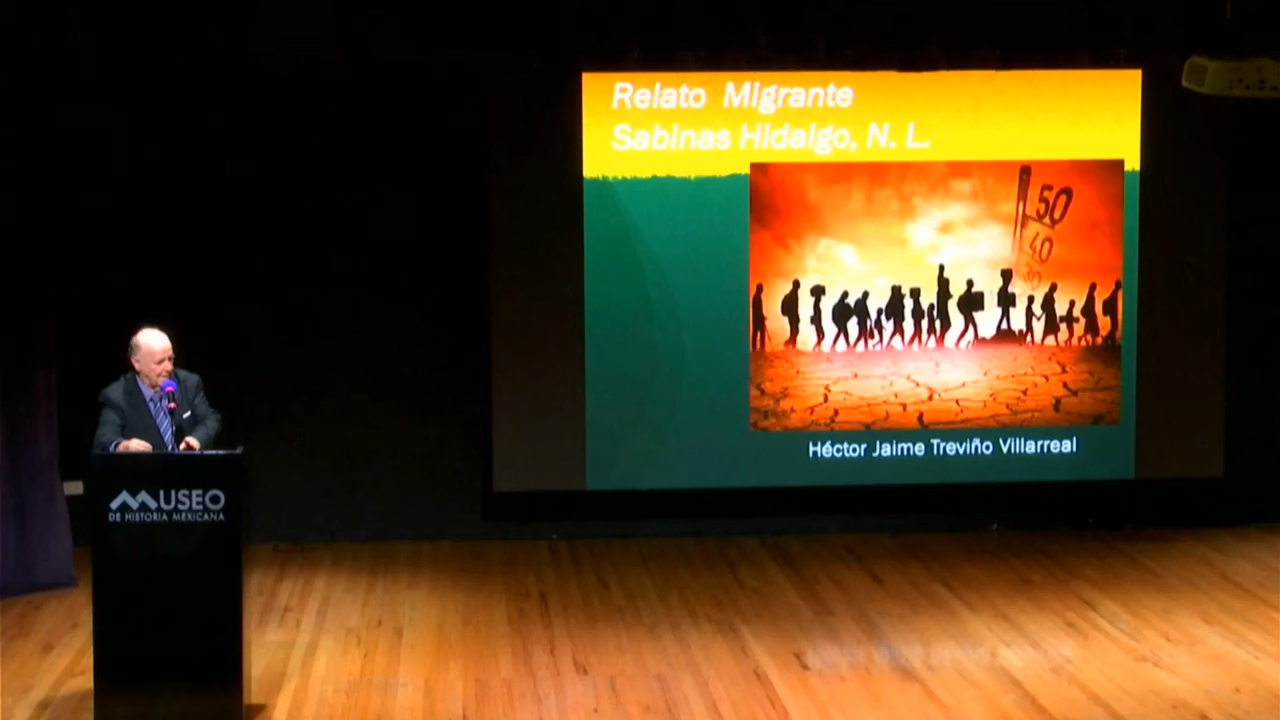 Relato Migrante
Sabinas Hidalgo, N. L.
50
40
30
Héctor Jaime Treviño Villarreal
MUSEO
DE HISTORIA MEXICANA